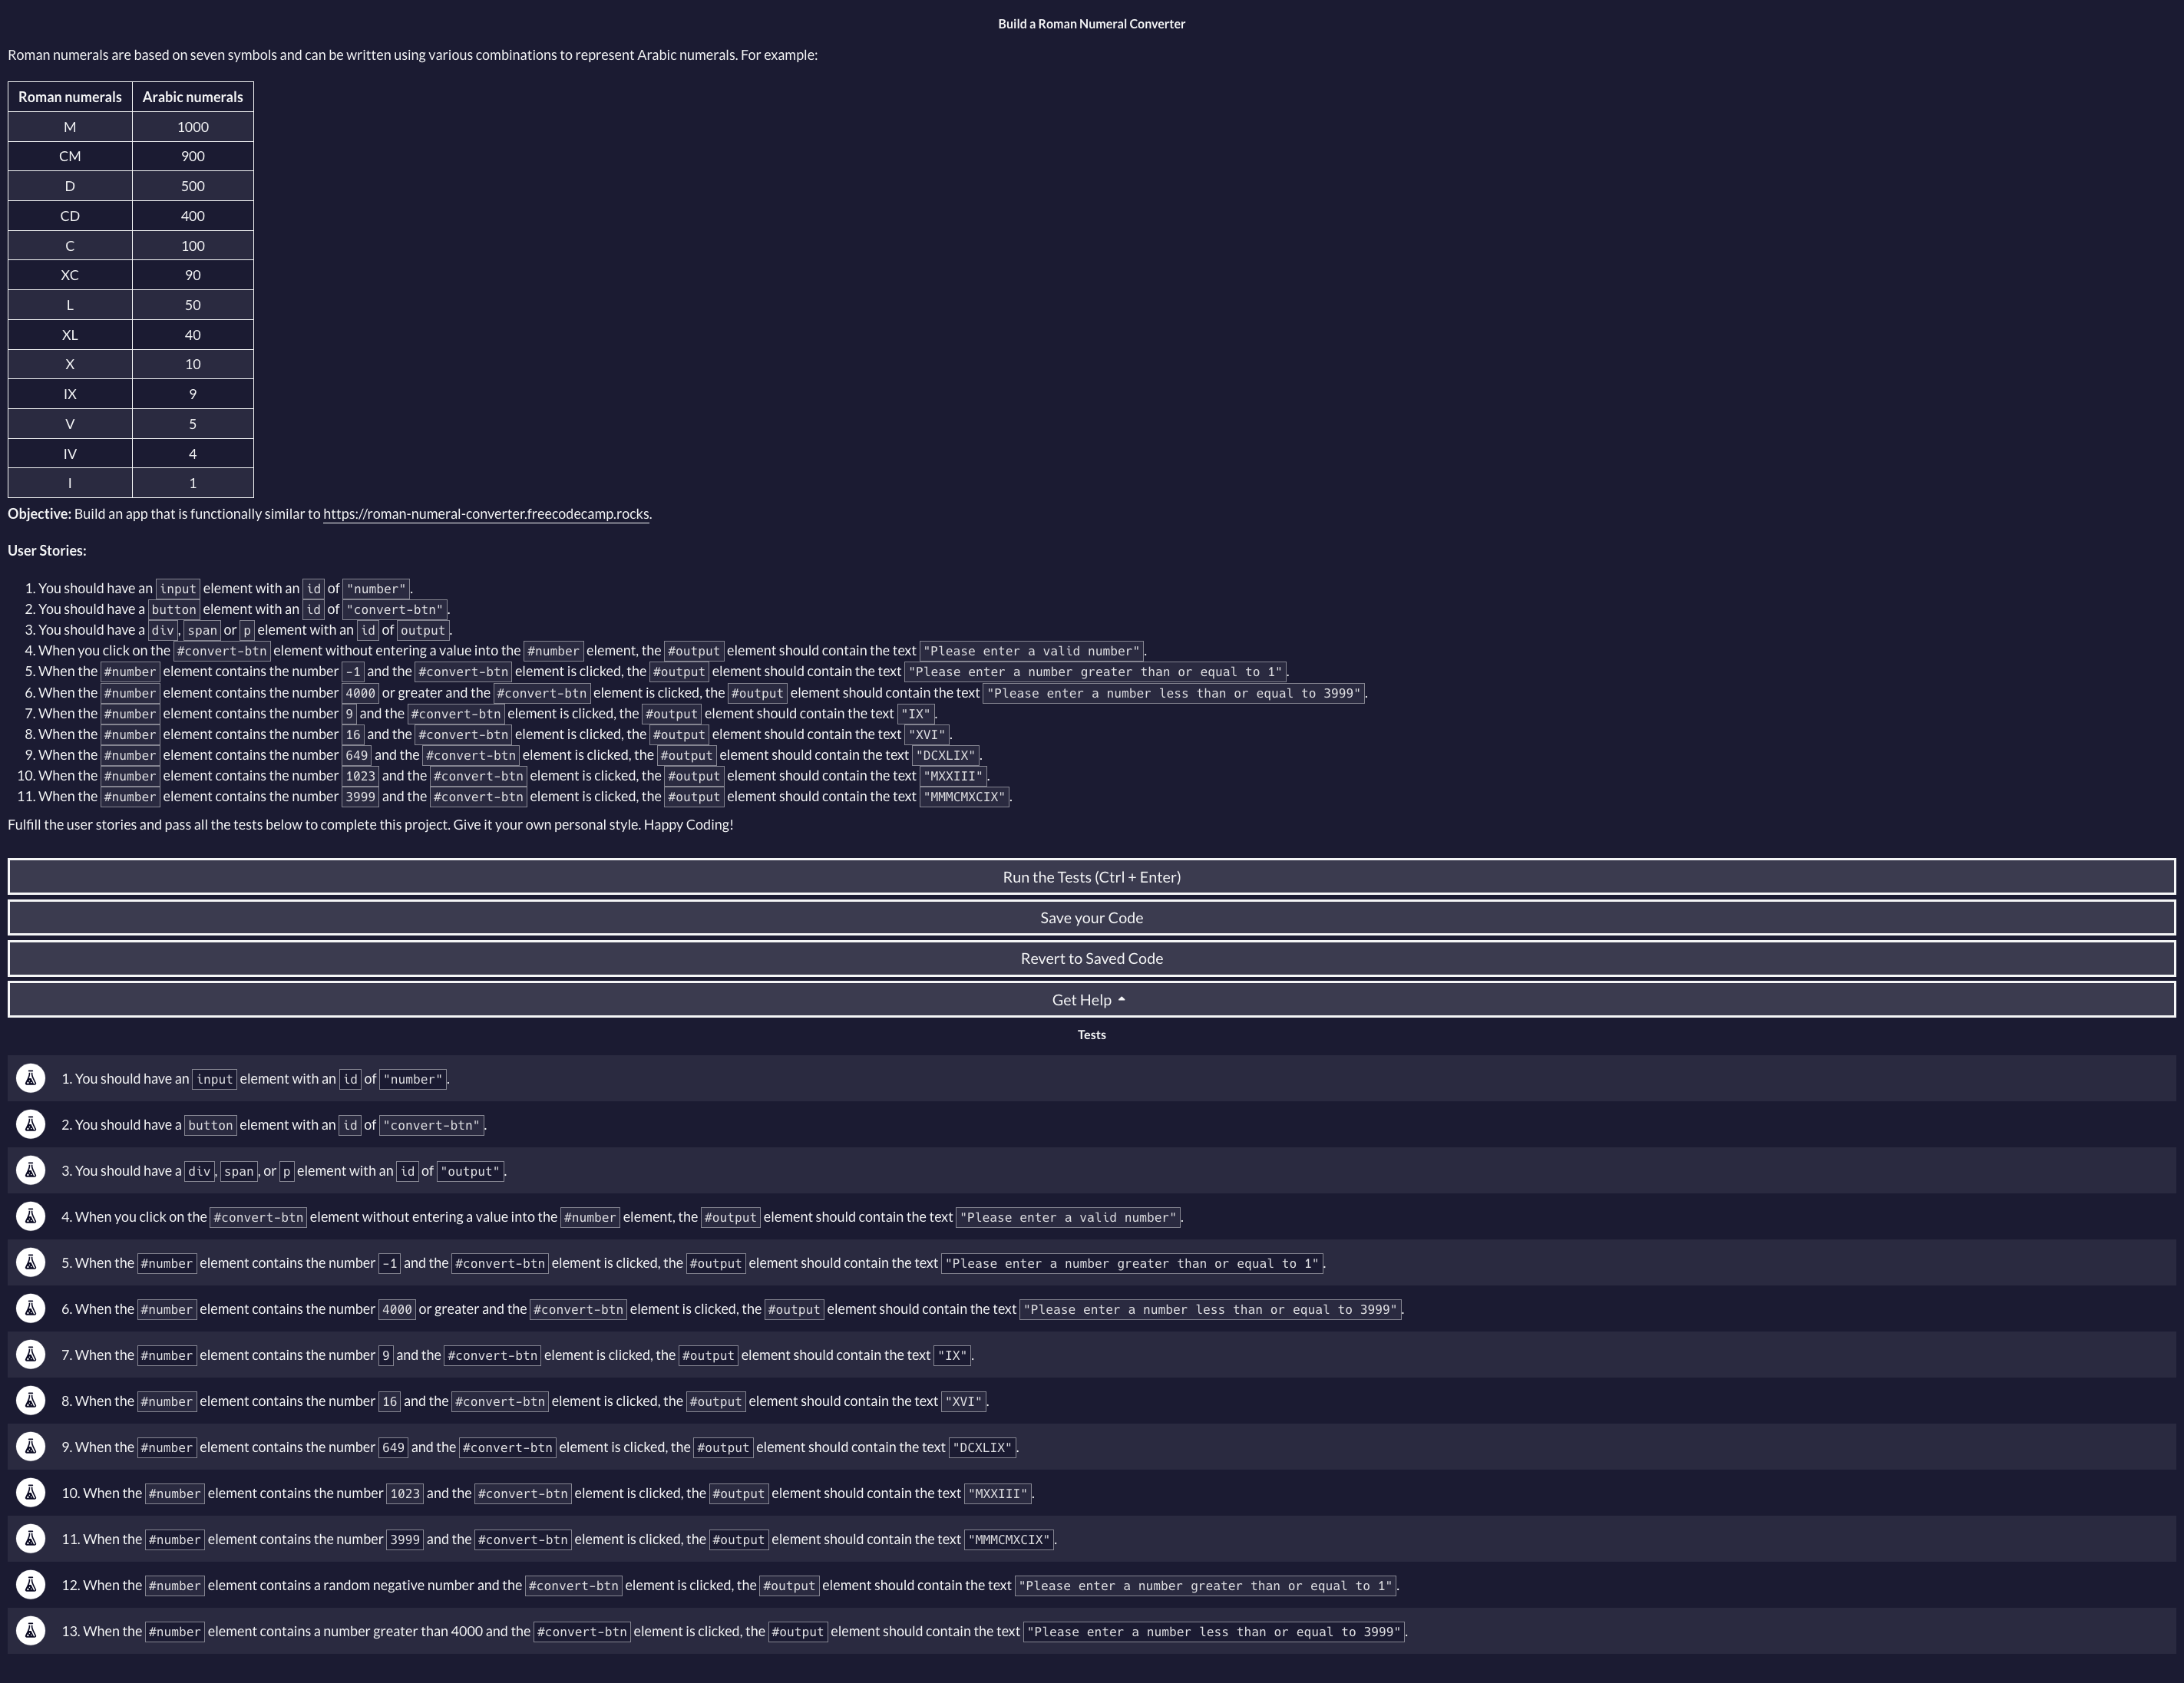 Build a Roman Numeral Converter
Roman numerals are based on seven symbols and can be written using various combinations to represent Arabic numerals. For example:
Roman numerals Arabic numerals
M 1000
CM 900
D 500
CD 400
C 100
XC 90
L 50
XL 40
X 10
IX 9
V 5
IV 4
I 1
Objective: Build an app that is functionally similar to https://roman-numeral-converter.freecodecamp.rocks.
User Stories:
1. You should have an input element with an id of "number".
2. You should have a button element with an id of "convert-btn".
3. You should have a div, span or p element with an id of output.
4. When you click on the #convert-btn element without entering a value into the #number element, the #output element should contain the text "Please enter a valid number".
5. When the #number element contains the number -1 and the #convert-btn element is clicked, the #output element should contain the text "Please enter a number greater than or equal to 1".
6. When the #number element contains the number 4000 or greater and the #convert-btn element is clicked, the #output element should contain the text "Please enter a number less than or equal to 3999".
7. When the #number element contains the number 9 and the #convert-btn element is clicked, the #output element should contain the text "IX".
8. When the #number element contains the number 16 and the #convert-btn element is clicked, the #output element should contain the text "XVI".
9. When the #number element contains the number 649 and the #convert-btn element is clicked, the #output element should contain the text "DCXLIX".
10. When the #number element contains the number 1023 and the #convert-btn element is clicked, the #output element should contain the text "MXXIII".
11. When the #number element contains the number 3999 and the #convert-btn element is clicked, the #output element should contain the text "MMMCMXCIX".
Fulfill the user stories and pass all the tests below to complete this project. Give it your own personal style. Happy Coding!
Run the Tests (Ctrl + Enter)
Save your Code
Revert to Saved Code
Get Help
Tests
1. You should have an input element with an id of "number".
2. You should have a button element with an id of "convert-btn".
3. You should have a div, span, or p element with an id of "output".
4. When you click on the #convert-btn element without entering a value into the #number element, the #output element should contain the text "Please enter a valid number".
5. When the #number element contains the number -1 and the #convert-btn element is clicked, the #output element should contain the text "Please enter a number greater than or equal to 1".
6. When the #number element contains the number 4000 or greater and the #convert-btn element is clicked, the #output element should contain the text "Please enter a number less than or equal to 3999".
7. When the #number element contains the number 9 and the #convert-btn element is clicked, the #output element should contain the text "IX".
8. When the #number element contains the number 16 and the #convert-btn element is clicked, the #output element should contain the text "XVI".
9. When the #number element contains the number 649 and the #convert-btn element is clicked, the #output element should contain the text "DCXLIX".
10. When the #number element contains the number 1023 and the #convert-btn element is clicked, the #output element should contain the text "MXXIII".
11. When the #number element contains the number 3999 and the #convert-btn element is clicked, the #output element should contain the text "MMMCMXCIX".
12. When the #number element contains a random negative number and the #convert-btn element is clicked, the #output element should contain the text "Please enter a number greater than or equal to 1".
13. When the #number element contains a number greater than 4000 and the #convert-btn element is clicked, the #output element should contain the text "Please enter a number less than or equal to 3999".